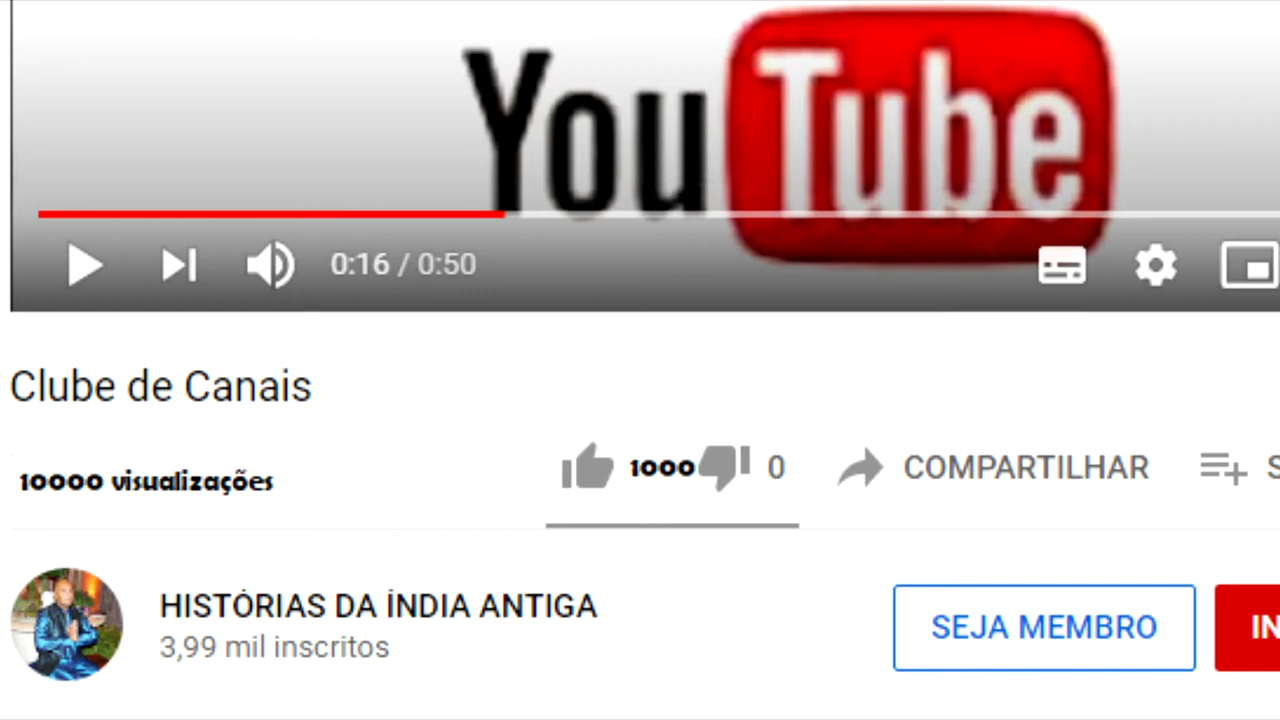 YouTube
0:16 / 0:50
Clube de Canais
10000 visualizações
1000 0 COMPARTILHAR S
HISTÓRIAS DA ÍNDIA ANTIGA
3,99 mil inscritos
SEJA MEMBRO IN